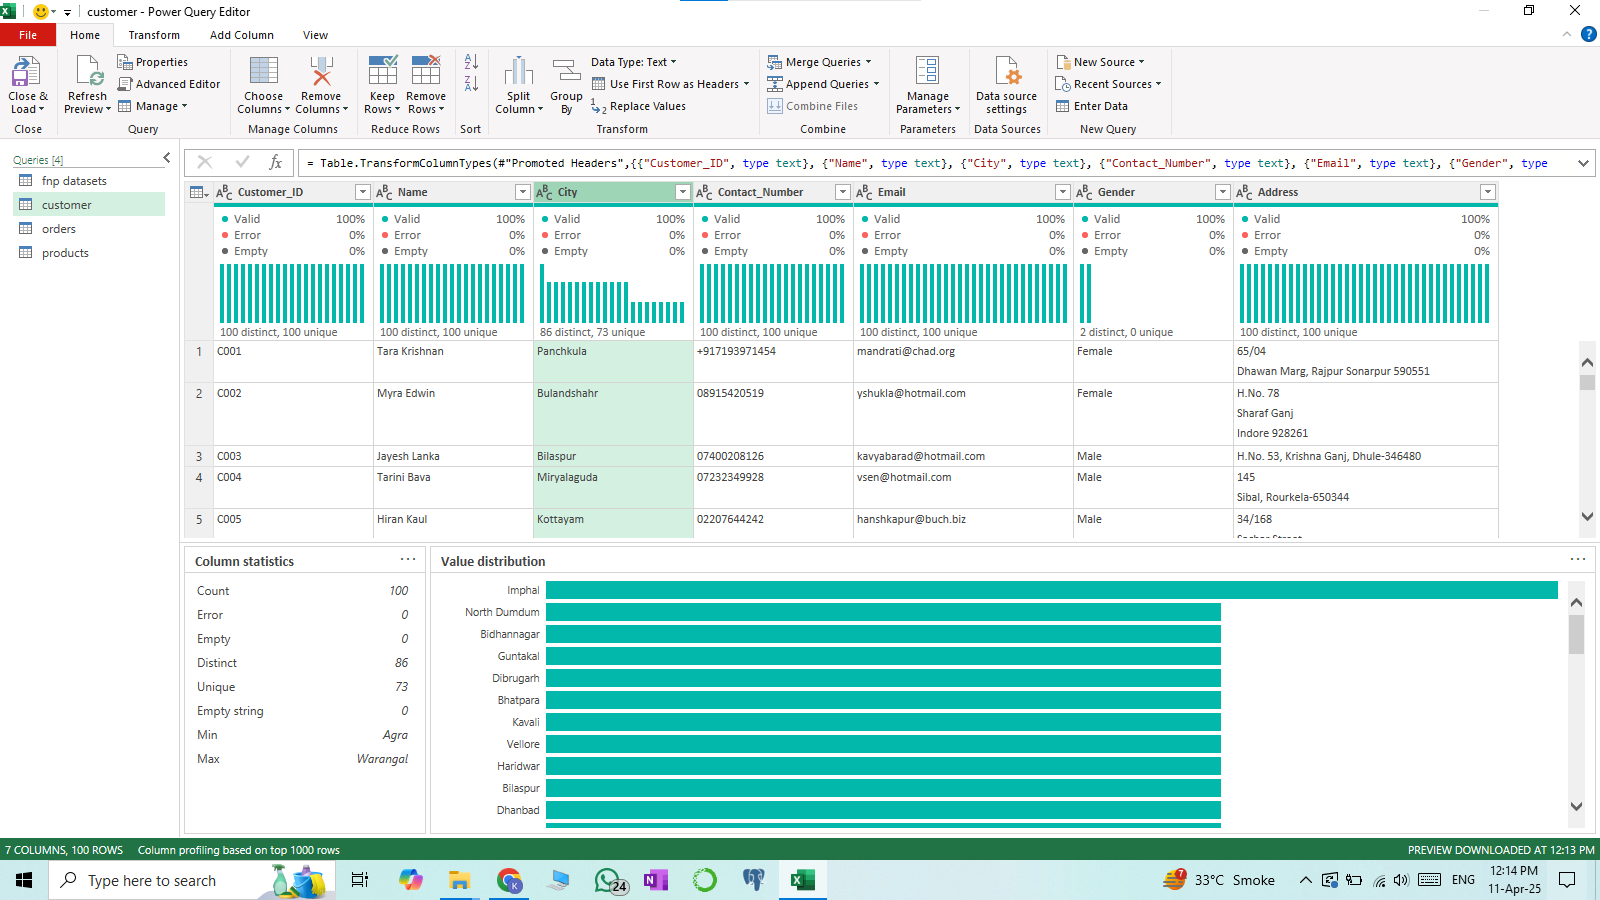 customer - Power Query Editor
File Home Transform Add Column View
Close & Load
Close
Refresh Preview
Properties
Advanced Editor
Manage
Query
Choose Columns
Remove Columns
Manage Columns
Keep Rows
Remove Rows
Reduce Rows
Sort
Split Column
Group By
Data Type: Text
Use First Row as Headers
Replace Values
Transform
Merge Queries
Append Queries
Combine Files
Combine
Manage Parameters
Parameters
Data source settings
Data Sources
New Source
Recent Sources
Enter Data
New Query
Queries [4]
fnp datasets
customer
orders
products
fx
= Table.TransformColumnTypes(#"Promoted Headers",{{"Customer_ID", type text}, {"Name", type text}, {"City", type text}, {"Contact_Number", type text}, {"Email", type text}, {"Gender", type
Customer_ID Name City Contact_Number Email Gender Address
Valid 100% Valid 100% Valid 100% Valid 100% Valid 100% Valid 100% Valid 100%
Error 0% Error 0% Error 0% Error 0% Error 0% Error 0% Error 0%
Empty 0% Empty 0% Empty 0% Empty 0% Empty 0% Empty 0% Empty 0%
100 distinct, 100 unique 100 distinct, 100 unique 86 distinct, 73 unique 100 distinct, 100 unique 100 distinct, 100 unique 2 distinct, 0 unique 100 distinct, 100 unique
1 C001 Tara Krishnan Panchkula +917193971454 mandrati@chad.org Female 65/04
Dhawan Marg, Rajpur Sonarpur 590551
2 C002 Myra Edwin Bulandshahr 08915420519 yshukla@hotmail.com Female H.No. 78
Sharaf Ganj
Indore 928261
3 C003 Jayesh Lanka Bilaspur 07400208126 kavyabarad@hotmail.com Male H.No. 53, Krishna Ganj, Dhule-346480
4 C004 Tarini Bava Miryalaguda 07232349928 vsen@hotmail.com Male 145
Sibal, Rourkela-650344
5 C005 Hiran Kaul Kottayam 02207644242 hanshkapur@buch.biz Male 34/168
Column statistics
Count 100
Error 0
Empty 0
Distinct 86
Unique 73
Empty string 0
Min Agra
Max Warangal
Value distribution
Imphal
North Dumdum
Bidhannagar
Guntakal
Dibrugarh
Bhatpara
Kavali
Vellore
Haridwar
Bilaspur
Dhanbad
7 COLUMNS, 100 ROWS Column profiling based on top 1000 rows PREVIEW DOWNLOADED AT 12:13 PM
Type here to search
24
7
33°C Smoke
ENG
12:14 PM
11-Apr-25